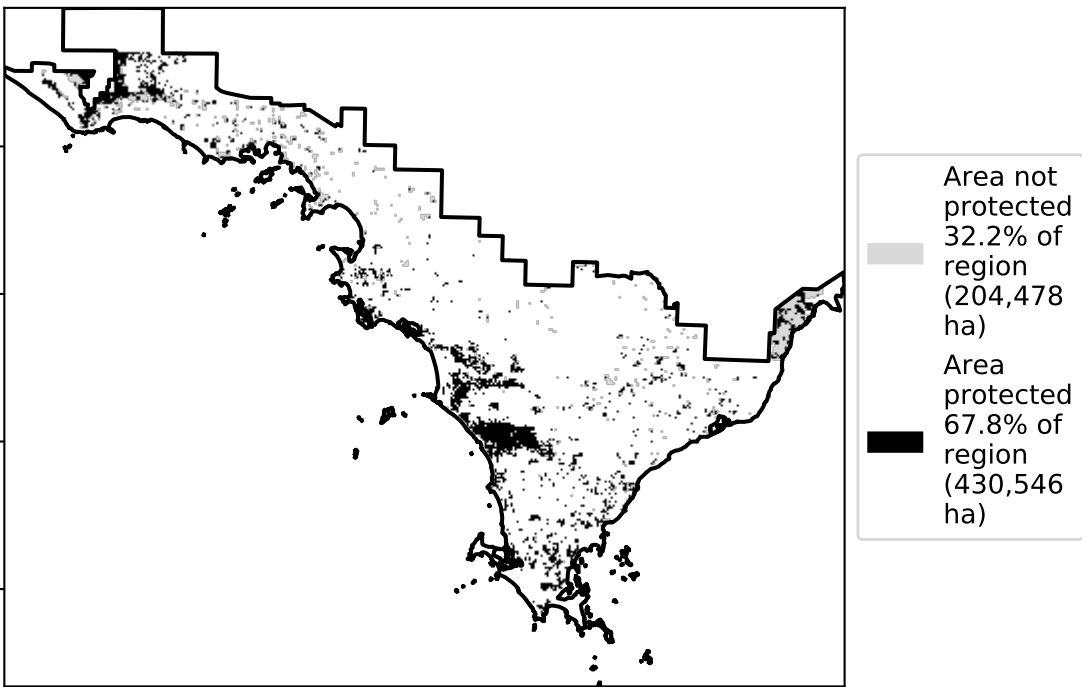 Area not
protected
32.2% of
region
(204,478
ha)
Area
protected
67.8% of
region
(430,546
ha)